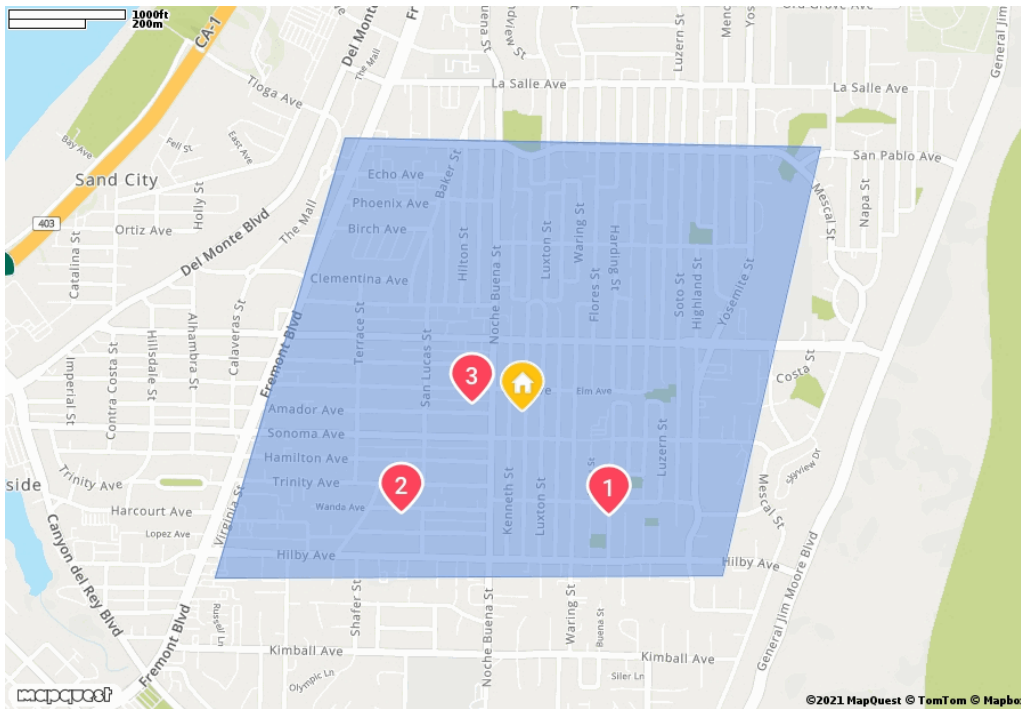 1000ft
200m
CA-1
Del Monte
The Mall
Luzern St
General Jim
La Salle Ave
La Salle Ave
Tioga Ave
Bay Ave
Fell St
East Ave
Sand City
Holly St
403
Ortiz Ave
Catalina St
Del Monte Blvd
The Mall
Echo Ave
Baker St
Phoenix Ave
Birch Ave
Hilton St
Clementina Ave
Noche Buena St
Luxton St
Waring St
Harding St
Flores St
Soto St
Highland St
Yosemite St
San Pablo Ave
Mescal St
Napa St
Imperial St
Contra Costa St
Hillsdale St
Alhambra St
Calaveras St
Fremont Blvd
Terrace St
San Lucas St
3
Elm Ave
Costa St
Amador Ave
Sonoma Ave
Hamilton Ave
Trinity Ave
Wanda Ave
2
1
Kenneth St
Luxton St
Luzern St
Skyview Dr
Mescal St
side
Trinity Ave
Harcourt Ave
Lopez Ave
Virginia St
Hilby Ave
Hilby Ave
Canyon del Rey Blvd
Fremont Blvd
Russell Ln
Shafer St
Noche Buena St
Waring St
Buena St
General Jim Moore Blvd
Kimball Ave
Kimball Ave
Olympic Ln
Siler Ln
mapquest
©2021 MapQuest © TomTom © Mapbox